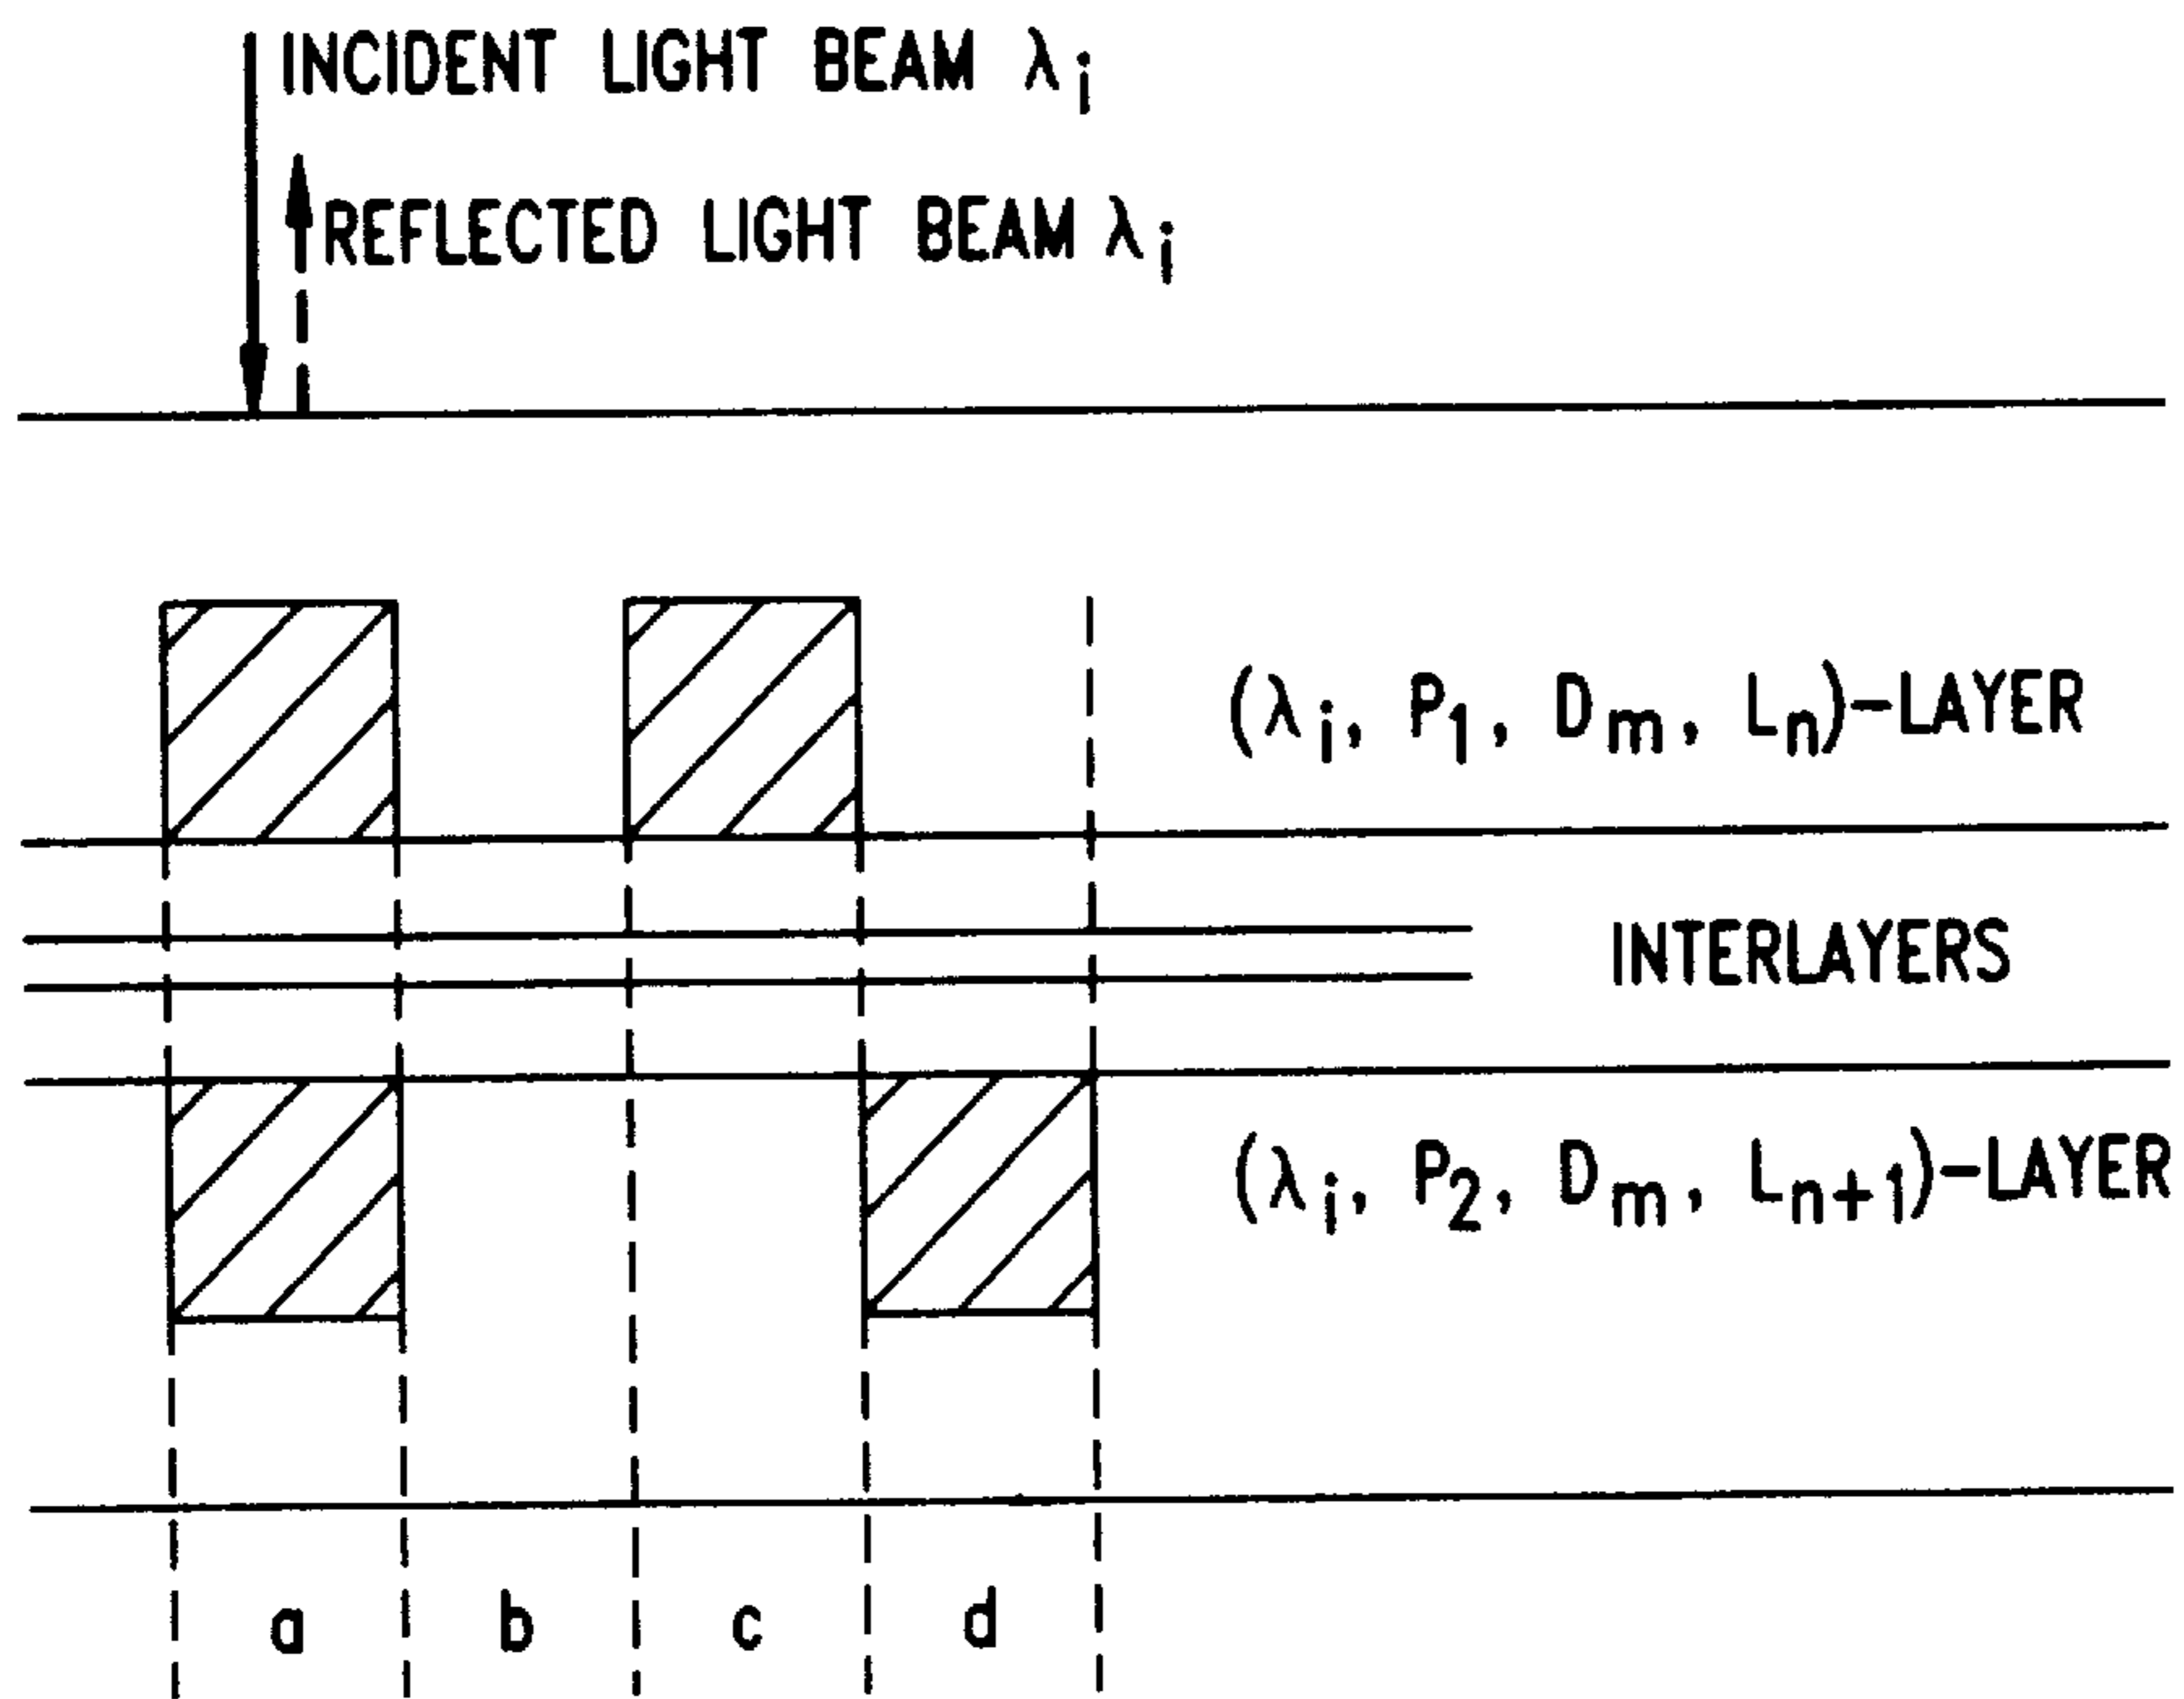 INCIDENT LIGHT BEAM λi
REFLECTED LIGHT BEAM λi
(λi, P1, Dm, Ln)-LAYER
INTERLAYERS
(λi, P2, Dm, Ln+1)-LAYER
a b c d